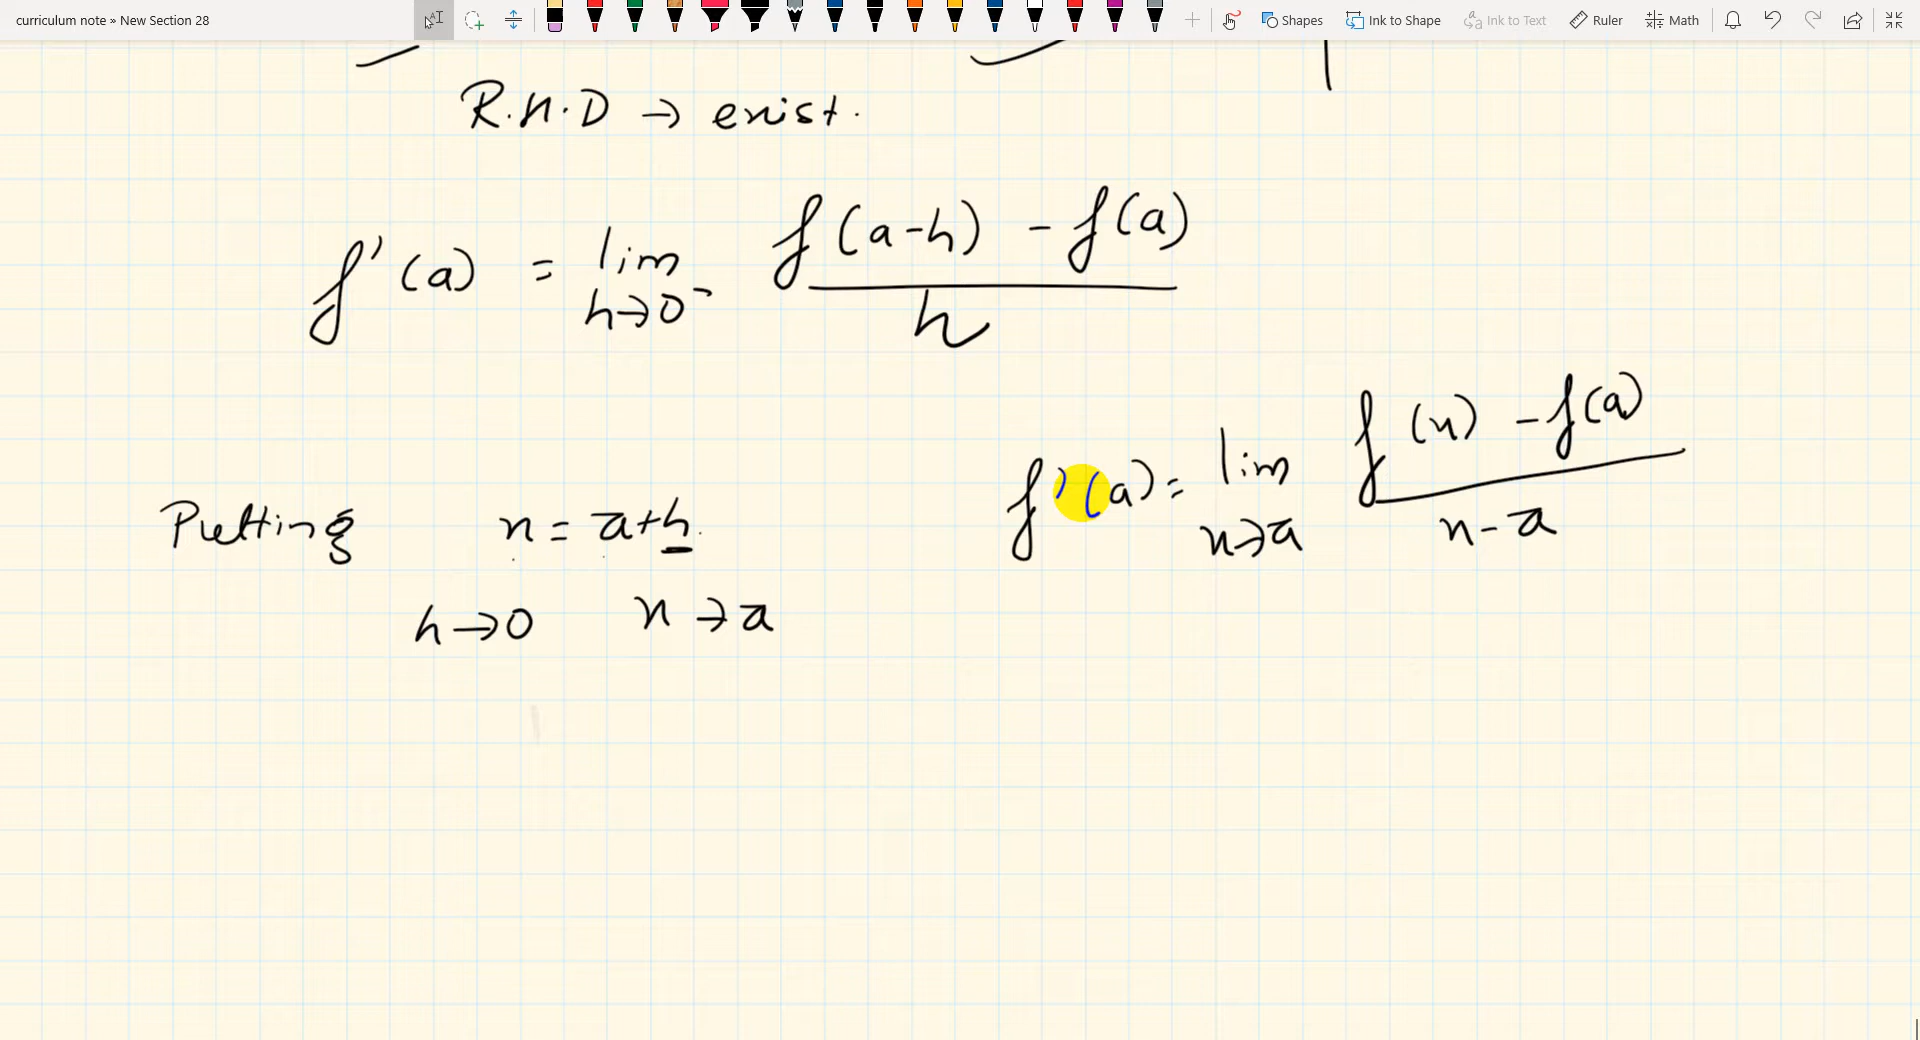 curriculum note » New Section 28
Shapes Ink to Shape Ink to Text Ruler Math
R.H.D → exist.
f'(a) = lim h→0⁻ f(a-h) - f(a) / h
f'(a) = lim x→a f(x) - f(a) / x - a
Putting x = a+h.
h→0 x→a